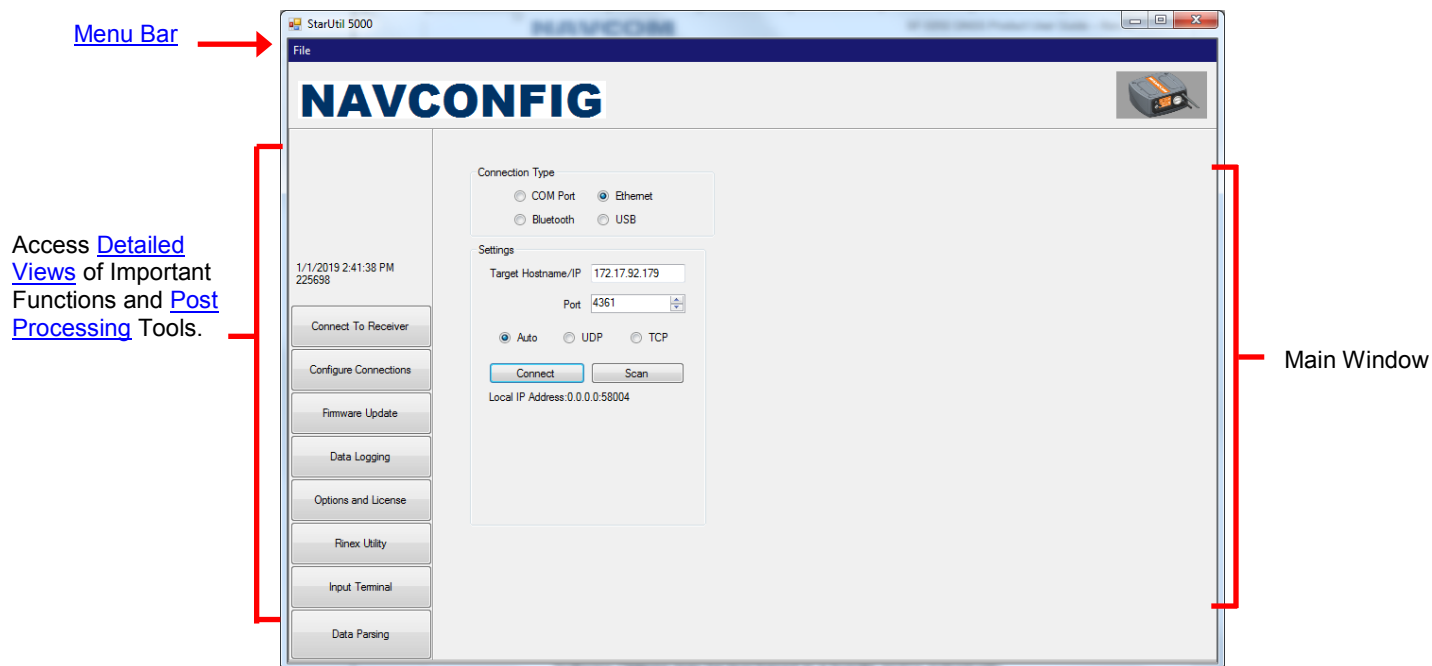 StarUtil 5000
Menu Bar
File
NAVCONFIG
Access Detailed
Views of Important
Functions and Post
Processing Tools.
1/1/2019 2:41:38 PM
225698
Connect To Receiver
Configure Connections
Firmware Update
Data Logging
Options and License
Rinex Utility
Input Terminal
Data Parsing
Connection Type
COM Port Ethernet
Bluetooth USB
Settings
Target Hostname/IP 172.17.92.179
Port 4361
Auto UDP TCP
Connect Scan
Local IP Address:0.0.0.0:58004
Main Window